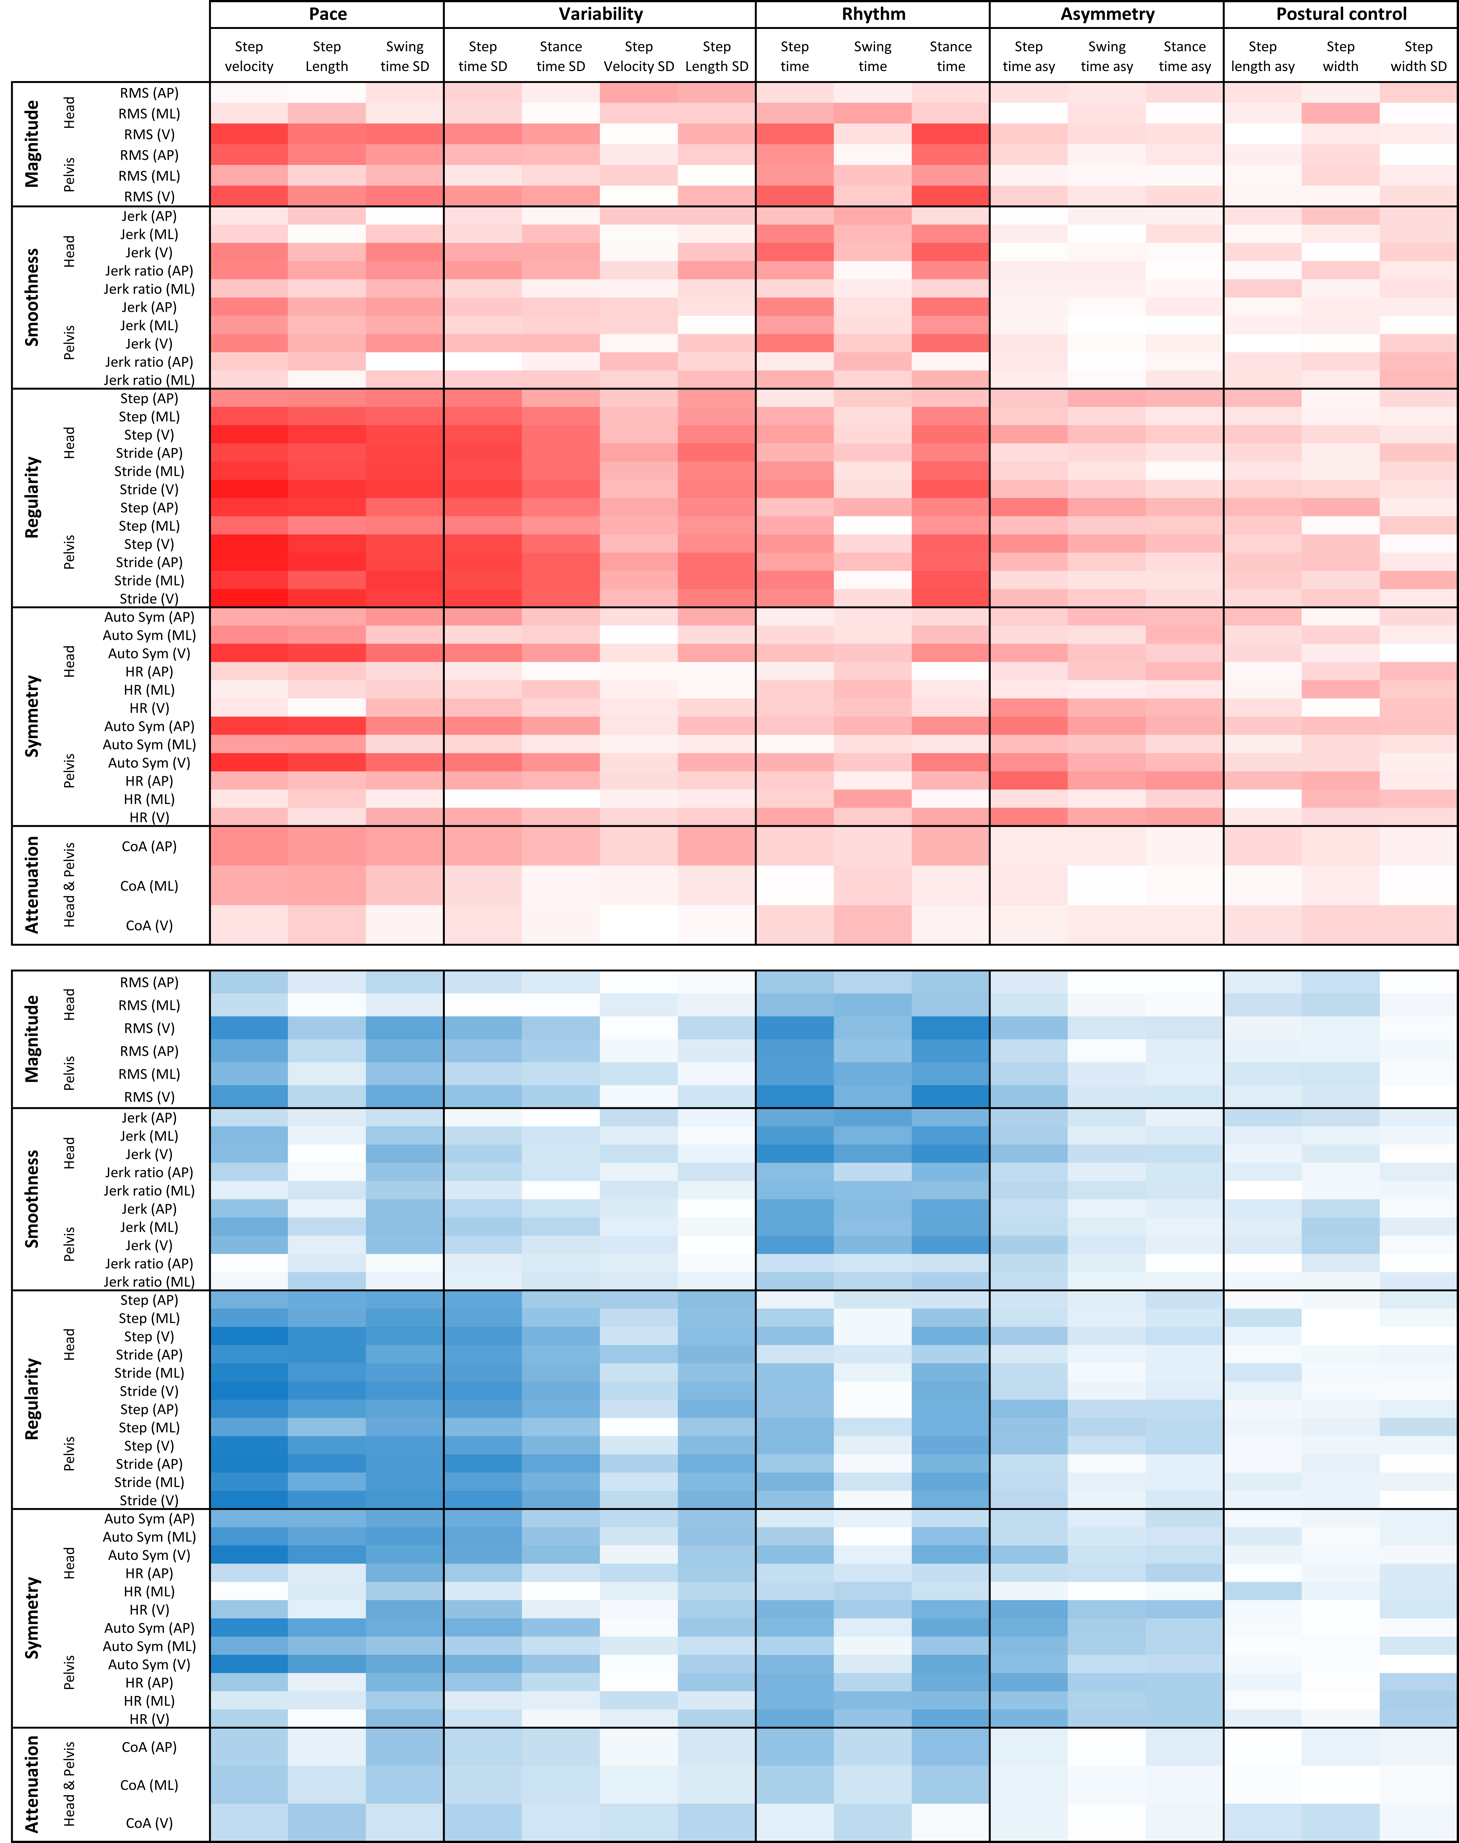 Pace Variability Rhythm Asymmetry Postural control
Step Step Swing Step Stance Step Step Step Swing Stance Step Swing Stance Step Step Step
velocity Length time SD time SD time SD Velocity SD Length SD time time time time asy time asy time asy length asy width width SD
Magnitude
Head
RMS (AP)
RMS (ML)
RMS (V)
Pelvis
RMS (AP)
RMS (ML)
RMS (V)
Smoothness
Head
Jerk (AP)
Jerk (ML)
Jerk (V)
Jerk ratio (AP)
Jerk ratio (ML)
Pelvis
Jerk (AP)
Jerk (ML)
Jerk (V)
Jerk ratio (AP)
Jerk ratio (ML)
Regularity
Head
Step (AP)
Step (ML)
Step (V)
Stride (AP)
Stride (ML)
Stride (V)
Pelvis
Step (AP)
Step (ML)
Step (V)
Stride (AP)
Stride (ML)
Stride (V)
Symmetry
Head
Auto Sym (AP)
Auto Sym (ML)
Auto Sym (V)
HR (AP)
HR (ML)
HR (V)
Pelvis
Auto Sym (AP)
Auto Sym (ML)
Auto Sym (V)
HR (AP)
HR (ML)
HR (V)
Attenuation
Head & Pelvis
CoA (AP)
CoA (ML)
CoA (V)
Magnitude
Head
RMS (AP)
RMS (ML)
RMS (V)
Pelvis
RMS (AP)
RMS (ML)
RMS (V)
Smoothness
Head
Jerk (AP)
Jerk (ML)
Jerk (V)
Jerk ratio (AP)
Jerk ratio (ML)
Pelvis
Jerk (AP)
Jerk (ML)
Jerk (V)
Jerk ratio (AP)
Jerk ratio (ML)
Regularity
Head
Step (AP)
Step (ML)
Step (V)
Stride (AP)
Stride (ML)
Stride (V)
Pelvis
Step (AP)
Step (ML)
Step (V)
Stride (AP)
Stride (ML)
Stride (V)
Symmetry
Head
Auto Sym (AP)
Auto Sym (ML)
Auto Sym (V)
HR (AP)
HR (ML)
HR (V)
Pelvis
Auto Sym (AP)
Auto Sym (ML)
Auto Sym (V)
HR (AP)
HR (ML)
HR (V)
Attenuation
Head & Pelvis
CoA (AP)
CoA (ML)
CoA (V)